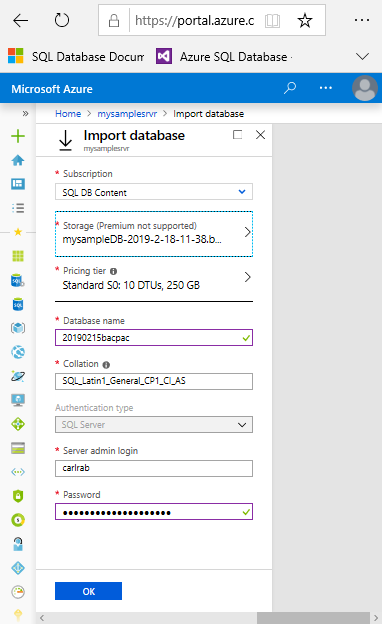 https://portal.azure.c
SQL Database Docum
Azure SQL Database -
Microsoft Azure
Home > mysamplesrvr > Import database
Import database
mysamplesrvr
* Subscription
SQL DB Content
* Storage (Premium not supported)
mysampleDB-2019-2-18-11-38.b...
* Pricing tier
Standard S0: 10 DTUs, 250 GB
* Database name
20190215bacpac
* Collation
SQL_Latin1_General_CP1_CI_AS
Authentication type
SQL Server
* Server admin login
carlrab
* Password
OK